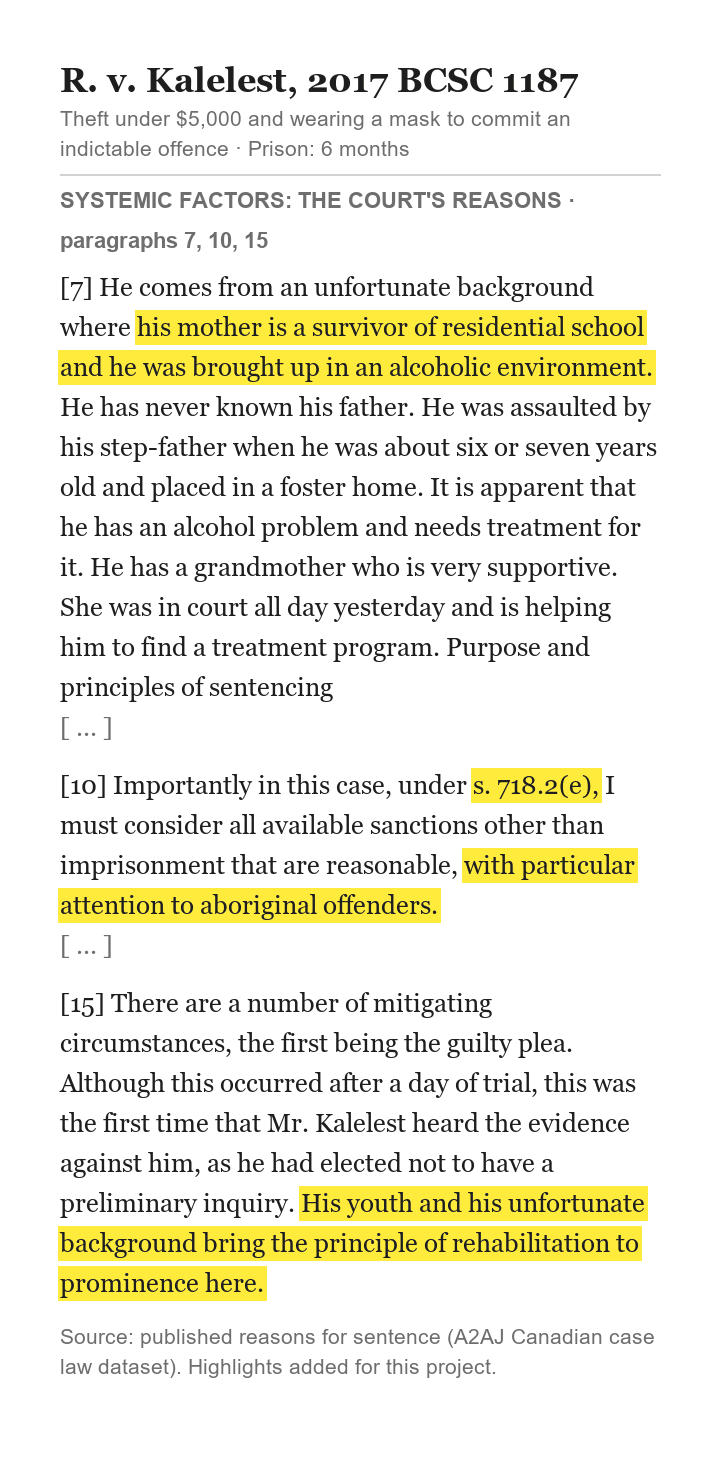 R. v. Kalelest, 2017 BCSC 1187
Theft under $5,000 and wearing a mask to commit an
indictable offence · Prison: 6 months
SYSTEMIC FACTORS: THE COURT'S REASONS ·
paragraphs 7, 10, 15
[7] He comes from an unfortunate background
where his mother is a survivor of residential school
and he was brought up in an alcoholic environment.
He has never known his father. He was assaulted by
his step-father when he was about six or seven years
old and placed in a foster home. It is apparent that
he has an alcohol problem and needs treatment for
it. He has a grandmother who is very supportive.
She was in court all day yesterday and is helping
him to find a treatment program. Purpose and
principles of sentencing
[ ... ]
[10] Importantly in this case, under s. 718.2(e), I
must consider all available sanctions other than
imprisonment that are reasonable, with particular
attention to aboriginal offenders.
[ ... ]
[15] There are a number of mitigating
circumstances, the first being the guilty plea.
Although this occurred after a day of trial, this was
the first time that Mr. Kalelest heard the evidence
against him, as he had elected not to have a
preliminary inquiry. His youth and his unfortunate
background bring the principle of rehabilitation to
prominence here.
Source: published reasons for sentence (A2AJ Canadian case
law dataset). Highlights added for this project.